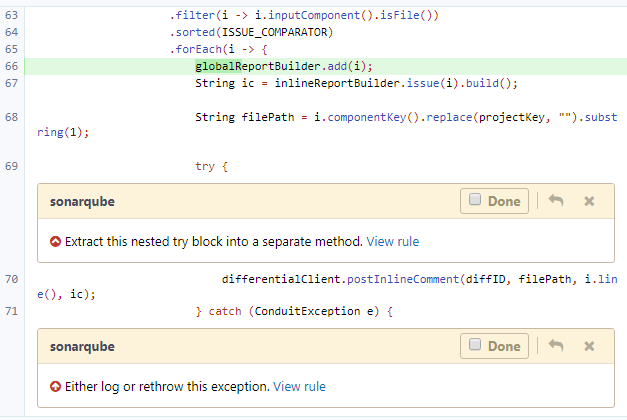 63 .filter(i -> i.inputComponent().isFile())
64 .sorted(ISSUE_COMPARATOR)
65 .forEach(i -> {
66 globalReportBuilder.add(i);
67 String ic = inlineReportBuilder.issue(i).build();
68 String filePath = i.componentKey().replace(projectKey, "").subst
ring(1);
69 try {
sonarqube Done
Extract this nested try block into a separate method. View rule
70 differentialClient.postInlineComment(diffID, filePath, i.lin
e(), ic);
71 } catch (ConduitException e) {
sonarqube Done
Either log or rethrow this exception. View rule